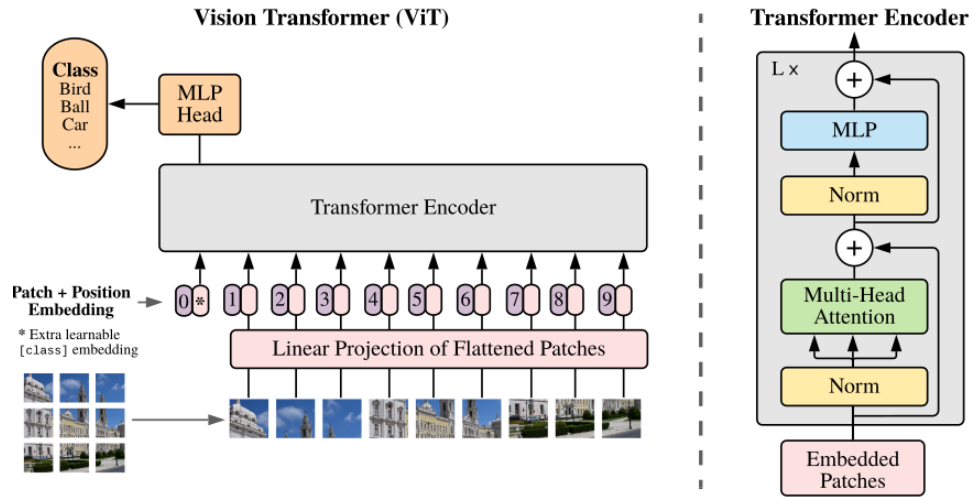 Vision Transformer (ViT)
Class
Bird
Ball
Car
...
MLP
Head
Transformer Encoder
Patch + Position
Embedding
* Extra learnable
[class] embedding
0 * 1 2 3 4 5 6 7 8 9
Linear Projection of Flattened Patches
Transformer Encoder
L ×
+
MLP
Norm
+
Multi-Head
Attention
Norm
Embedded
Patches